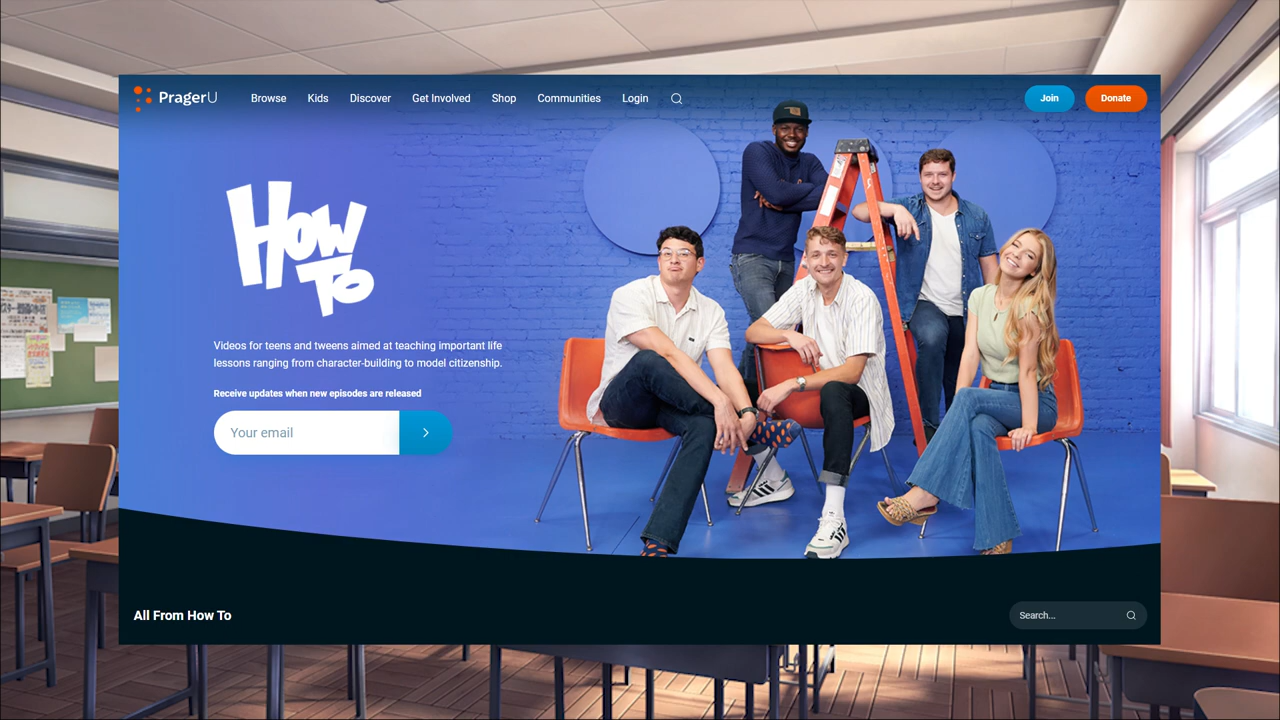 PragerU
Browse
Kids
Discover
Get Involved
Shop
Communities
Login
Join
Donate
How
To
Videos for teens and tweens aimed at teaching important life
lessons ranging from character-building to model citizenship.
Receive updates when new episodes are released
Your email
All From How To
Search...